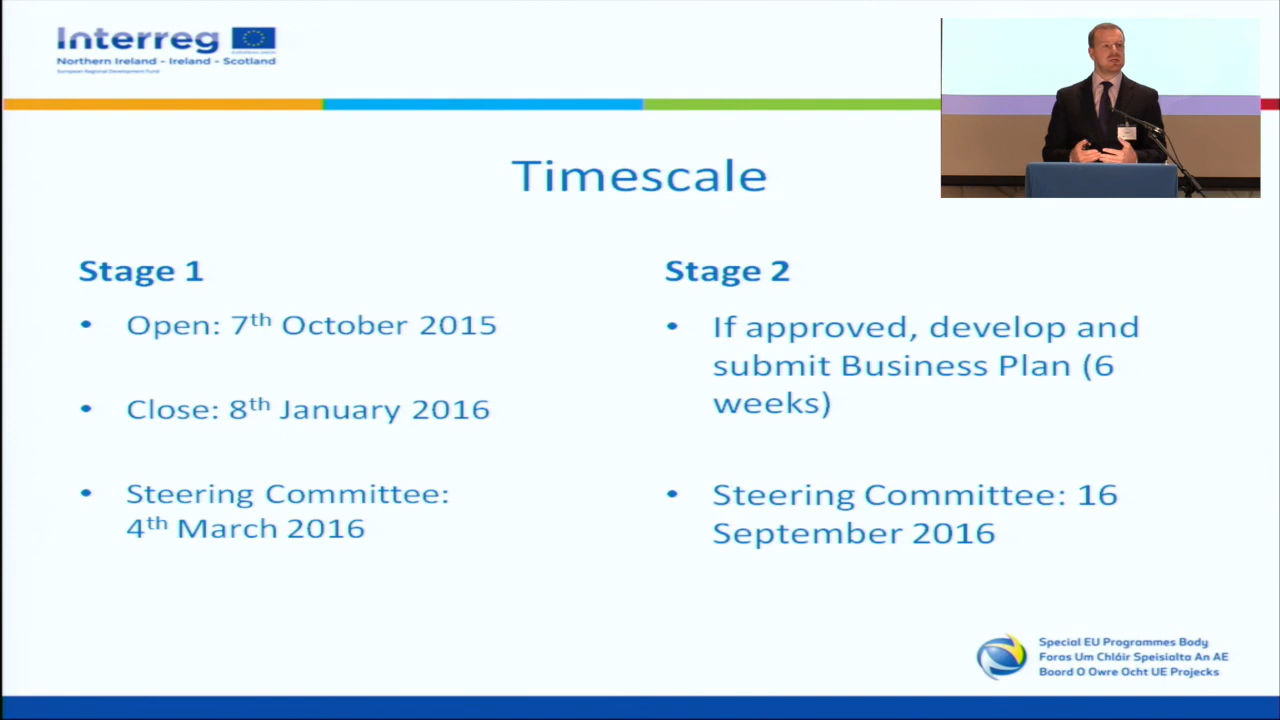 Interreg
EUROPEAN UNION
Northern Ireland - Ireland - Scotland
European Regional Development Fund
Timescale
Stage 1
• Open: 7th October 2015
• Close: 8th January 2016
• Steering Committee:
4th March 2016
Stage 2
• If approved, develop and
submit Business Plan (6
weeks)
• Steering Committee: 16
September 2016
Special EU Programmes Body
Foras Um Chláir Speisialta An AE
Boord O Owre Ocht UE Projecks